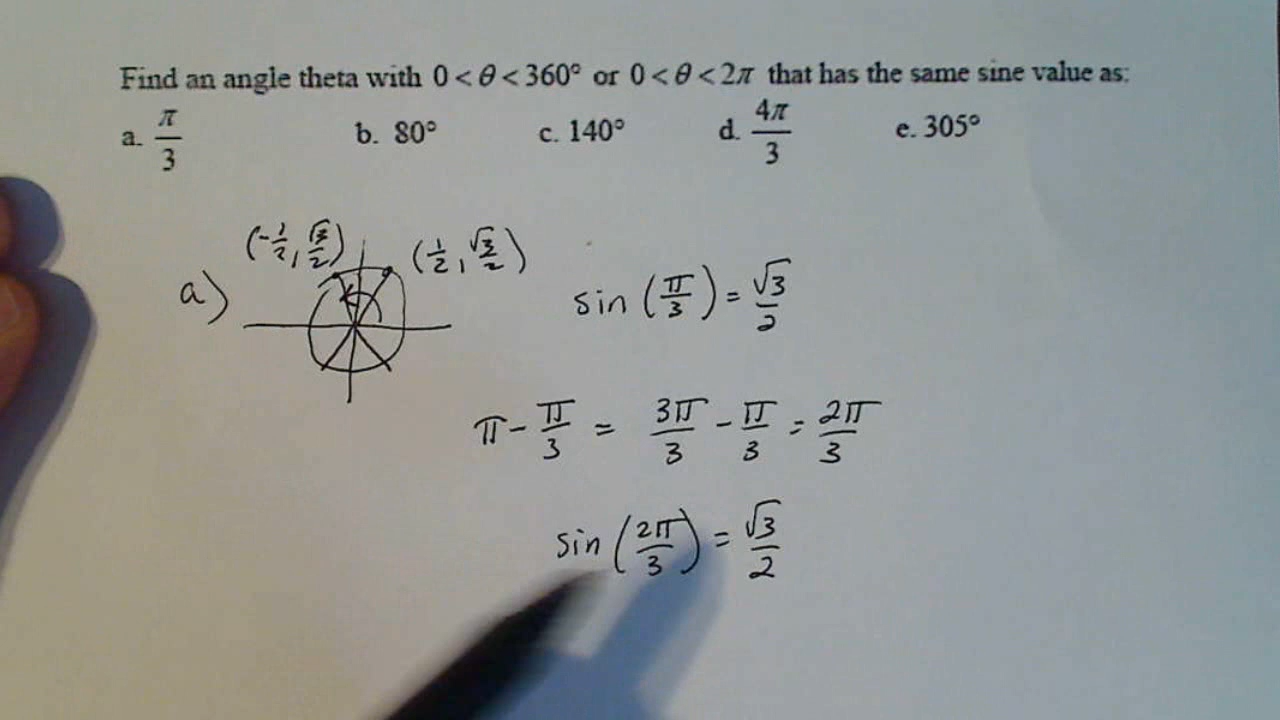 Find an angle theta with 0 < θ < 360° or 0 < θ < 2π that has the same sine value as:
a. π/3 b. 80° c. 140° d. 4π/3 e. 305°
(-1/2, √3/2) (1/2, √3/2)
a) sin (π/3) = √3/2
π - π/3 = 3π/3 - π/3 = 2π/3
sin (2π/3) = √3/2